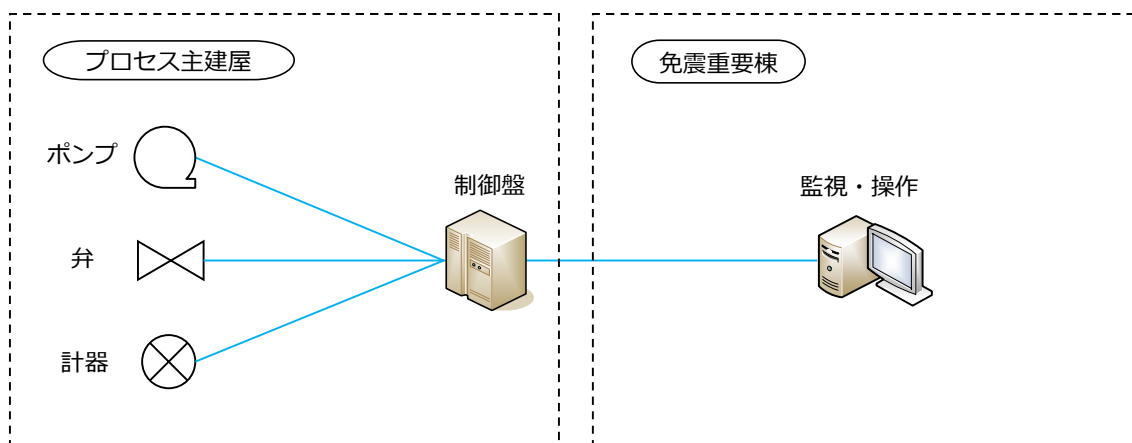 プロセス主建屋
免震重要棟
ポンプ
制御盤
監視・操作
弁
計器